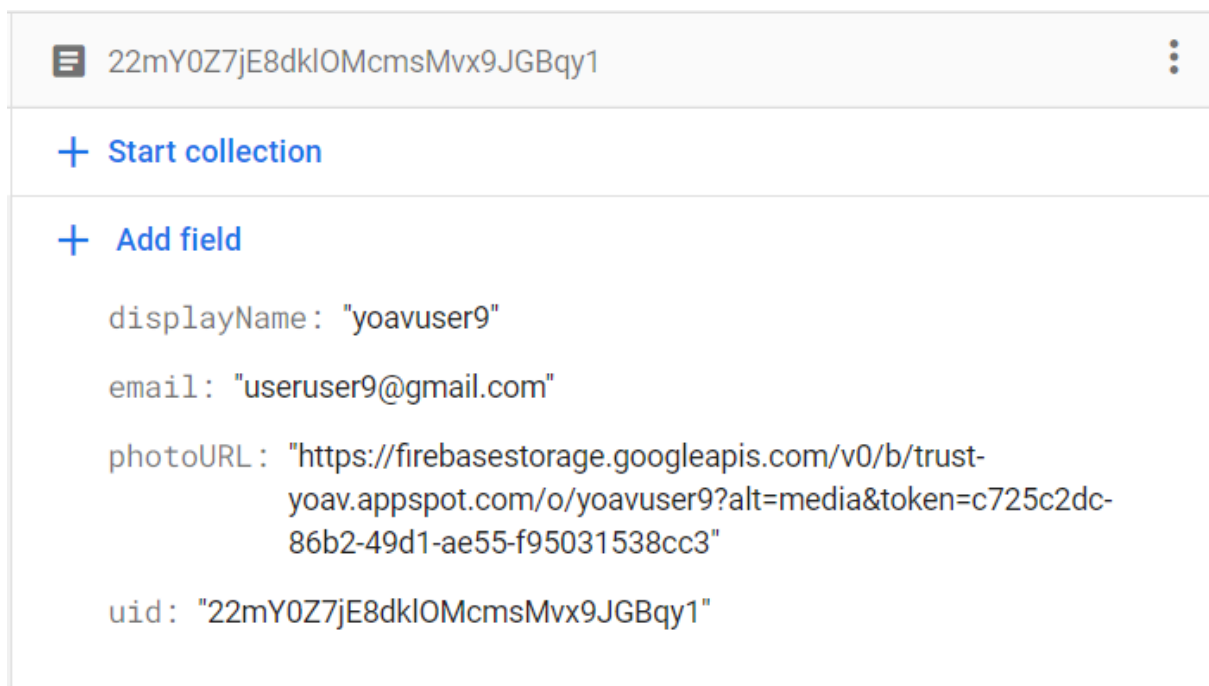 22mY0Z7jE8dklOMcmsMvx9JGBqy1
Start collection
Add field
displayName: "yoavuser9"
email: "useruser9@gmail.com"
photoURL: "https://firebasestorage.googleapis.com/v0/b/trust-
yoav.appspot.com/o/yoavuser9?alt=media&token=c725c2dc-
86b2-49d1-ae55-f95031538cc3"
uid: "22mY0Z7jE8dklOMcmsMvx9JGBqy1"